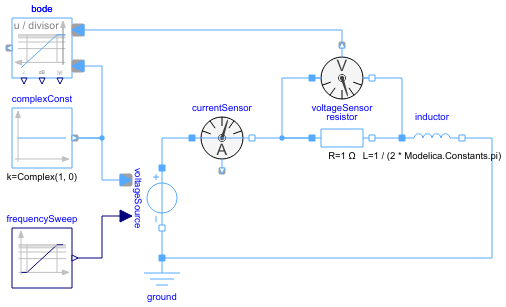 bode
u / divisor
dB
complexConst
k=Complex(1, 0)
frequencySweep
voltageSource
+
−
ground
currentSensor
A
V
voltageSensor
resistor
R=1 Ω
inductor
L=1 / (2 * Modelica.Constants.pi)